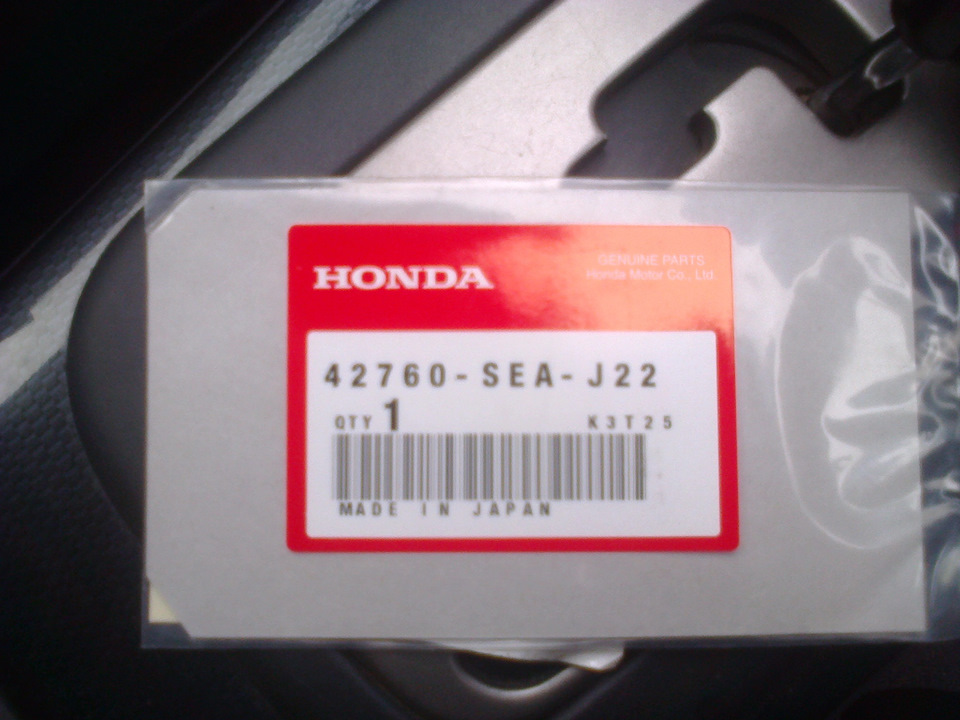 HONDA
GENUINE PARTS
Honda Motor Co., Ltd.
42760-SEA-J22
QTY 1 K3T25
MADE IN JAPAN